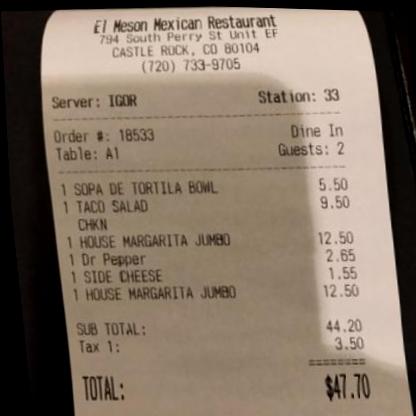 El Meson Mexican Restaurant
794 South Perry St Unit EF
CASTLE ROCK, CO 80104
(720) 733-9705
Server: IGOR Station: 33
Order #: 18533 Dine In
Table: A1 Guests: 2
1 SOPA DE TORTILA BOWL 5.50
1 TACO SALAD 9.50
CHKN
1 HOUSE MARGARITA JUMBO 12.50
1 Dr Pepper 2.65
1 SIDE CHEESE 1.55
1 HOUSE MARGARITA JUMBO 12.50
SUB TOTAL: 44.20
Tax 1: 3.50
========
TOTAL: $47.70